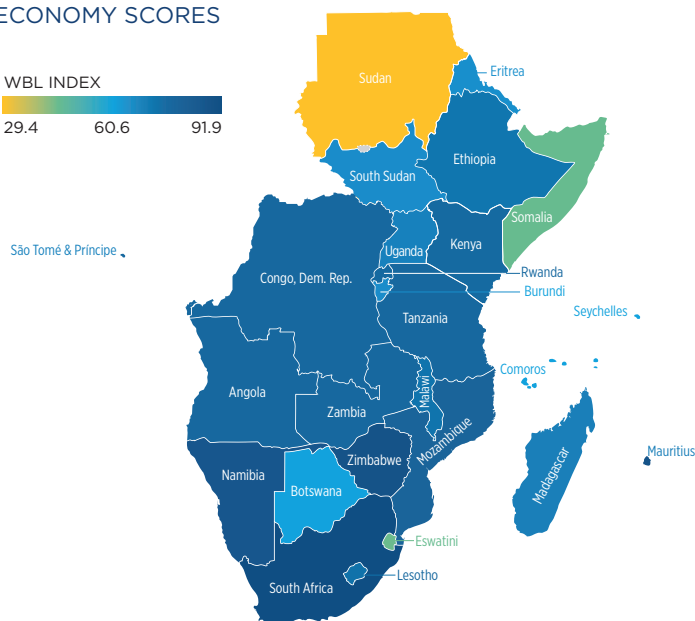 ECONOMY SCORES
WBL INDEX
29.4 60.6 91.9
Sudan
Eritrea
Ethiopia
South Sudan
Somalia
Uganda
Kenya
São Tomé & Príncipe
Congo, Dem. Rep.
Rwanda
Burundi
Seychelles
Tanzania
Comoros
Angola
Malawi
Zambia
Mozambique
Mauritius
Zimbabwe
Namibia
Botswana
Madagascar
Eswatini
Lesotho
South Africa